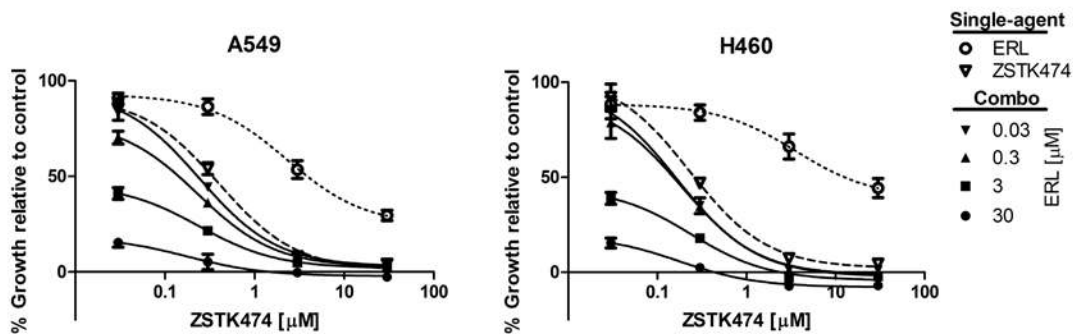 A549
% Growth relative to control
100
50
0
0.1
1
10
100
ZSTK474 [μM]
H460
% Growth relative to control
100
50
0
0.1
1
10
100
ZSTK474 [μM]
Single-agent
ERL
ZSTK474
Combo
0.03
0.3
3
30
ERL [μM]